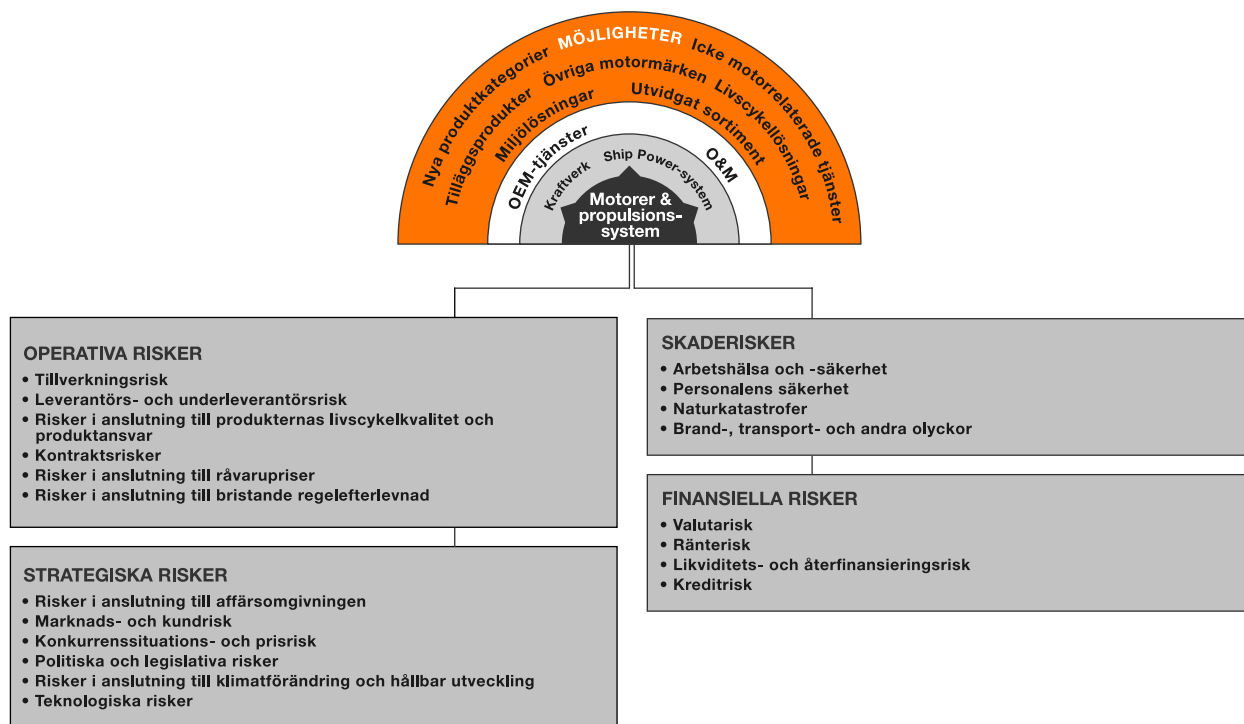 MÖJLIGHETER
Nya produktkategorier
Icke motorrelaterade tjänster
Övriga motormärken
Tilläggsprodukter
Livscykellösningar
Miljölösningar
Utvidgat sortiment
OEM-tjänster
O&M
Kraftverk
Ship Power-system
Motorer &
propulsions-
system
OPERATIVA RISKER
• Tillverkningsrisk
• Leverantörs- och underleverantörsrisk
• Risker i anslutning till produkternas livscykelkvalitet och
produktansvar
• Kontraktsrisker
• Risker i anslutning till råvarupriser
• Risker i anslutning till bristande regelefterlevnad
STRATEGISKA RISKER
• Risker i anslutning till affärsomgivningen
• Marknads- och kundrisk
• Konkurrenssituations- och prisrisk
• Politiska och legislativa risker
• Risker i anslutning till klimatförändring och hållbar utveckling
• Teknologiska risker
SKADERISKER
• Arbetshälsa och -säkerhet
• Personalens säkerhet
• Naturkatastrofer
• Brand-, transport- och andra olyckor
FINANSIELLA RISKER
• Valutarisk
• Ränterisk
• Likviditets- och återfinansieringsrisk
• Kreditrisk